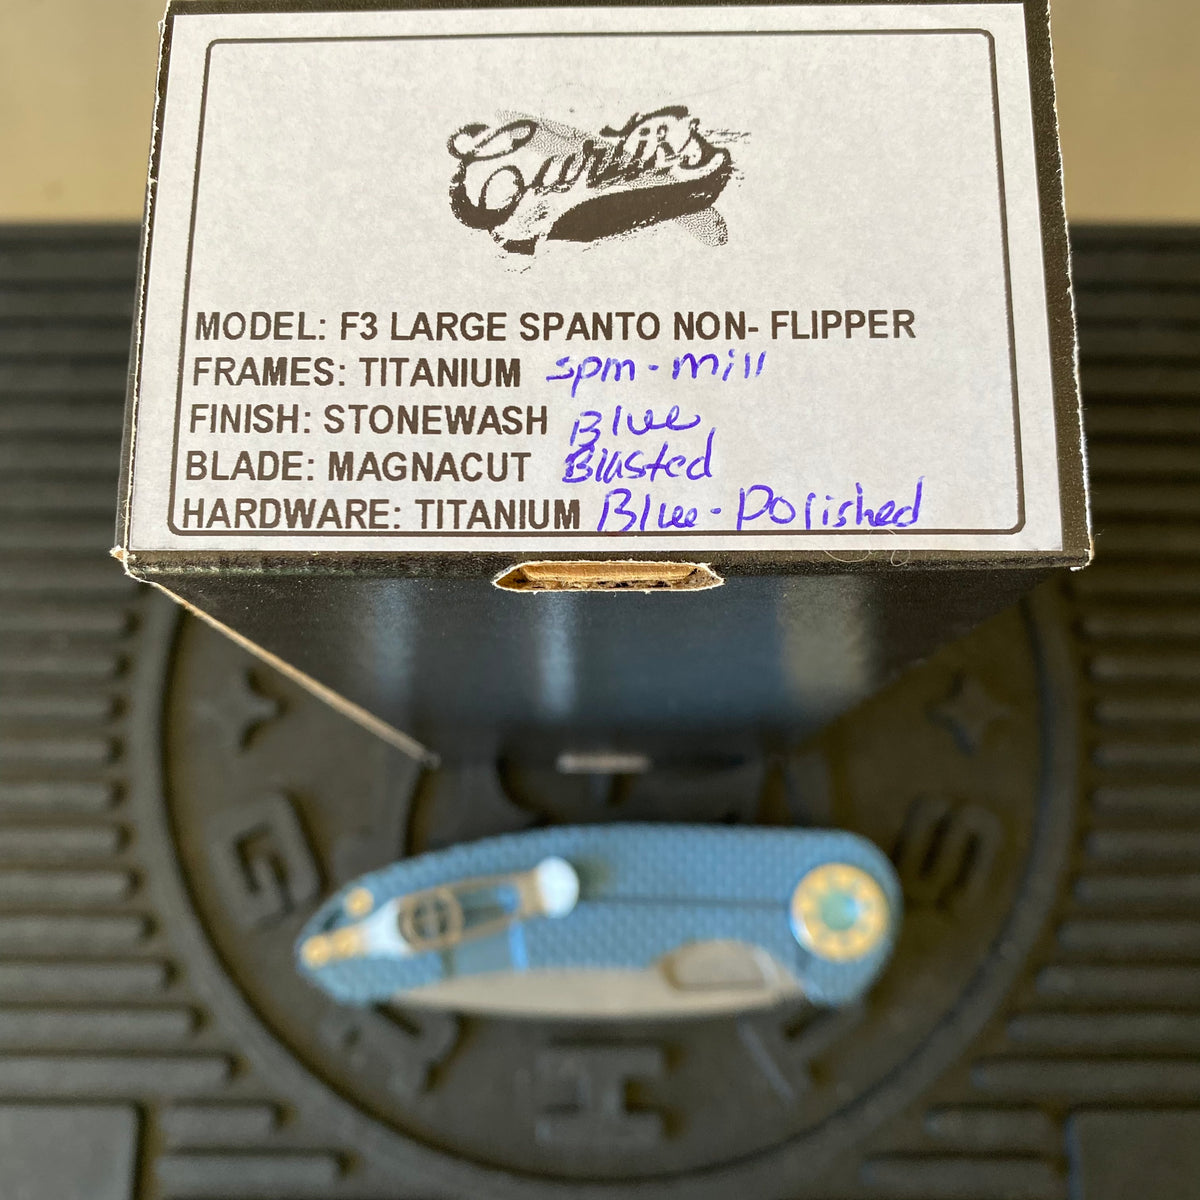 Curtiss
MODEL: F3 LARGE SPANTO NON- FLIPPER
FRAMES: TITANIUM spm-mill
FINISH: STONEWASH Blue
BLADE: MAGNACUT Blasted
HARDWARE: TITANIUM Blue-Polished